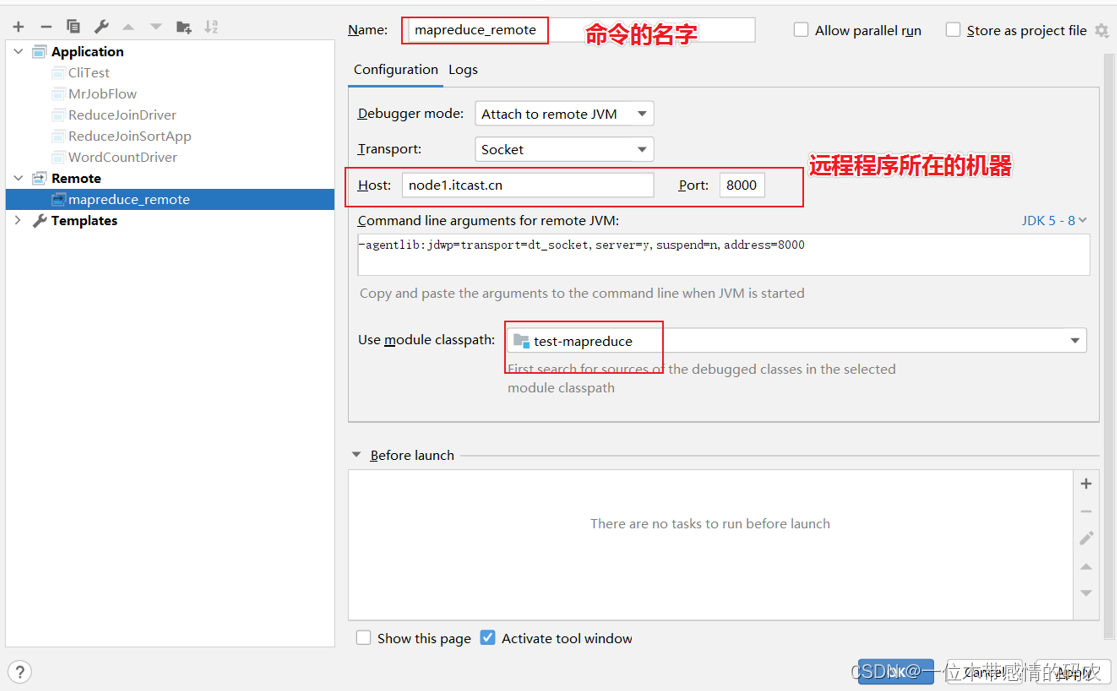 Name: mapreduce_remote 命令的名字 Allow parallel run Store as project file
Application
CliTest
MrJobFlow
ReduceJoinDriver
ReduceJoinSortApp
WordCountDriver
Remote
mapreduce_remote
Templates
Configuration Logs
Debugger mode: Attach to remote JVM
Transport: Socket
远程程序所在的机器
Host: node1.itcast.cn Port: 8000
Command line arguments for remote JVM: JDK 5 - 8
-agentlib:jdwp=transport=dt_socket,server=y,suspend=n,address=8000
Copy and paste the arguments to the command line when JVM is started
Use module classpath: test-mapreduce
First search for sources of the debugged classes in the selected
module classpath
Before launch
There are no tasks to run before launch
Show this page Activate tool window
?
OK Cancel Apply
CSDN @一位木带感情的码农